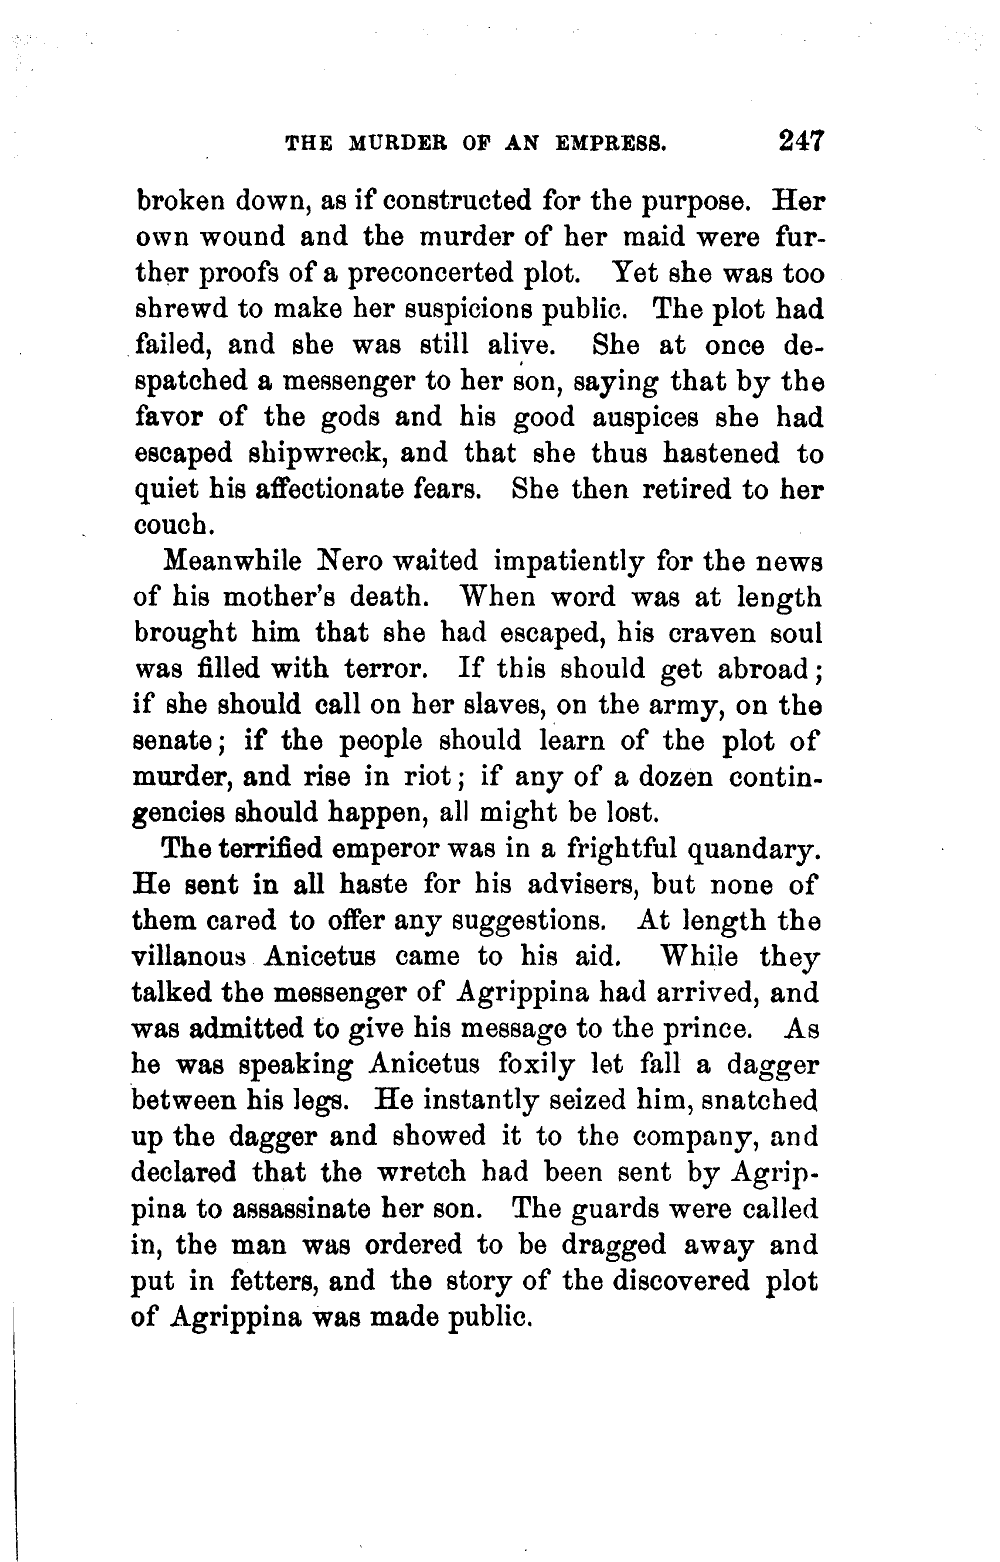 THE MURDER OF AN EMPRESS. 247
broken down, as if constructed for the purpose. Her
own wound and the murder of her maid were fur-
ther proofs of a preconcerted plot. Yet she was too
shrewd to make her suspicions public. The plot had
failed, and she was still alive. She at once de-
spatched a messenger to her son, saying that by the
favor of the gods and his good auspices she had
escaped shipwreck, and that she thus hastened to
quiet his affectionate fears. She then retired to her
couch.
Meanwhile Nero waited impatiently for the news
of his mother's death. When word was at length
brought him that she had escaped, his craven soul
was filled with terror. If this should get abroad;
if she should call on her slaves, on the army, on the
senate; if the people should learn of the plot of
murder, and rise in riot; if any of a dozen contin-
gencies should happen, all might be lost.
The terrified emperor was in a frightful quandary.
He sent in all haste for his advisers, but none of
them cared to offer any suggestions. At length the
villanous Anicetus came to his aid. While they
talked the messenger of Agrippina had arrived, and
was admitted to give his message to the prince. As
he was speaking Anicetus foxily let fall a dagger
between his legs. He instantly seized him, snatched
up the dagger and showed it to the company, and
declared that the wretch had been sent by Agrip-
pina to assassinate her son. The guards were called
in, the man was ordered to be dragged away and
put in fetters, and the story of the discovered plot
of Agrippina was made public.